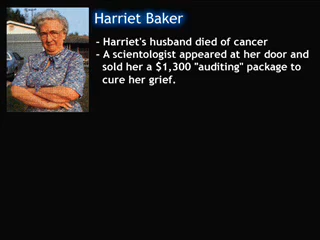 Harriet Baker
- Harriet's husband died of cancer
- A scientologist appeared at her door and
sold her a $1,300 "auditing" package to
cure her grief.